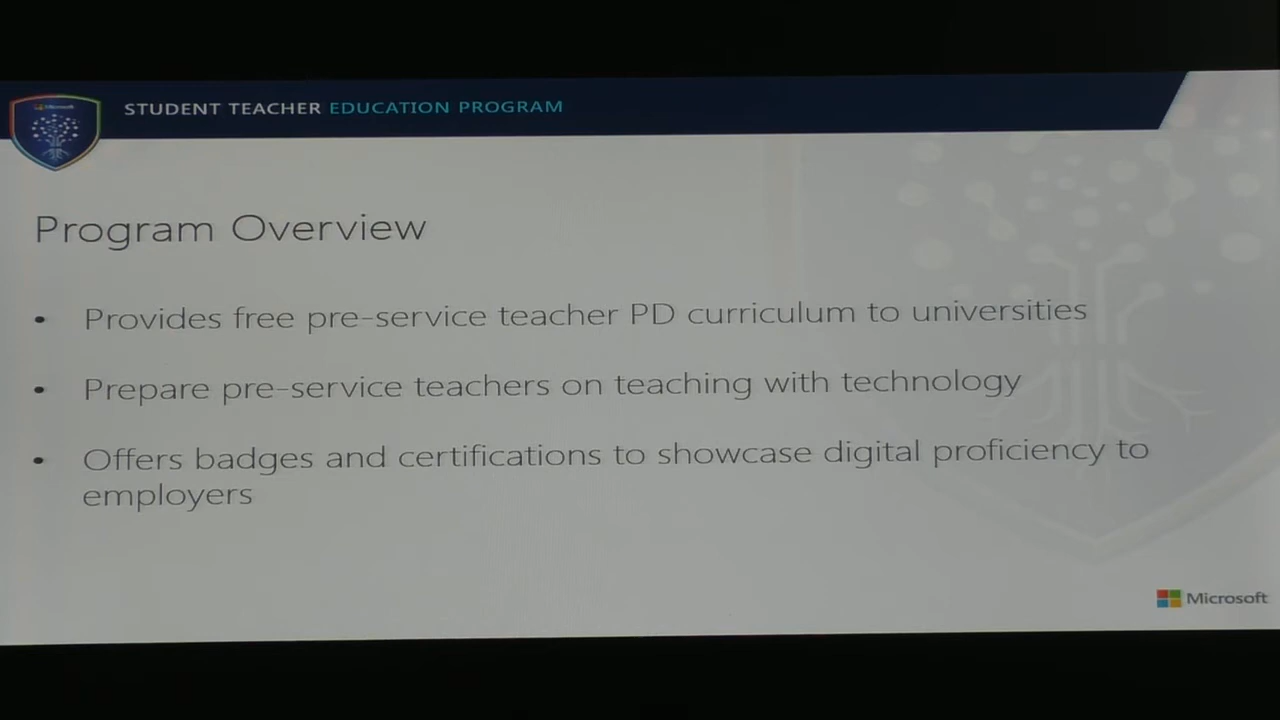 Microsoft
STUDENT TEACHER EDUCATION PROGRAM
Program Overview
• Provides free pre-service teacher PD curriculum to universities
• Prepare pre-service teachers on teaching with technology
• Offers badges and certifications to showcase digital proficiency to
employers
Microsoft